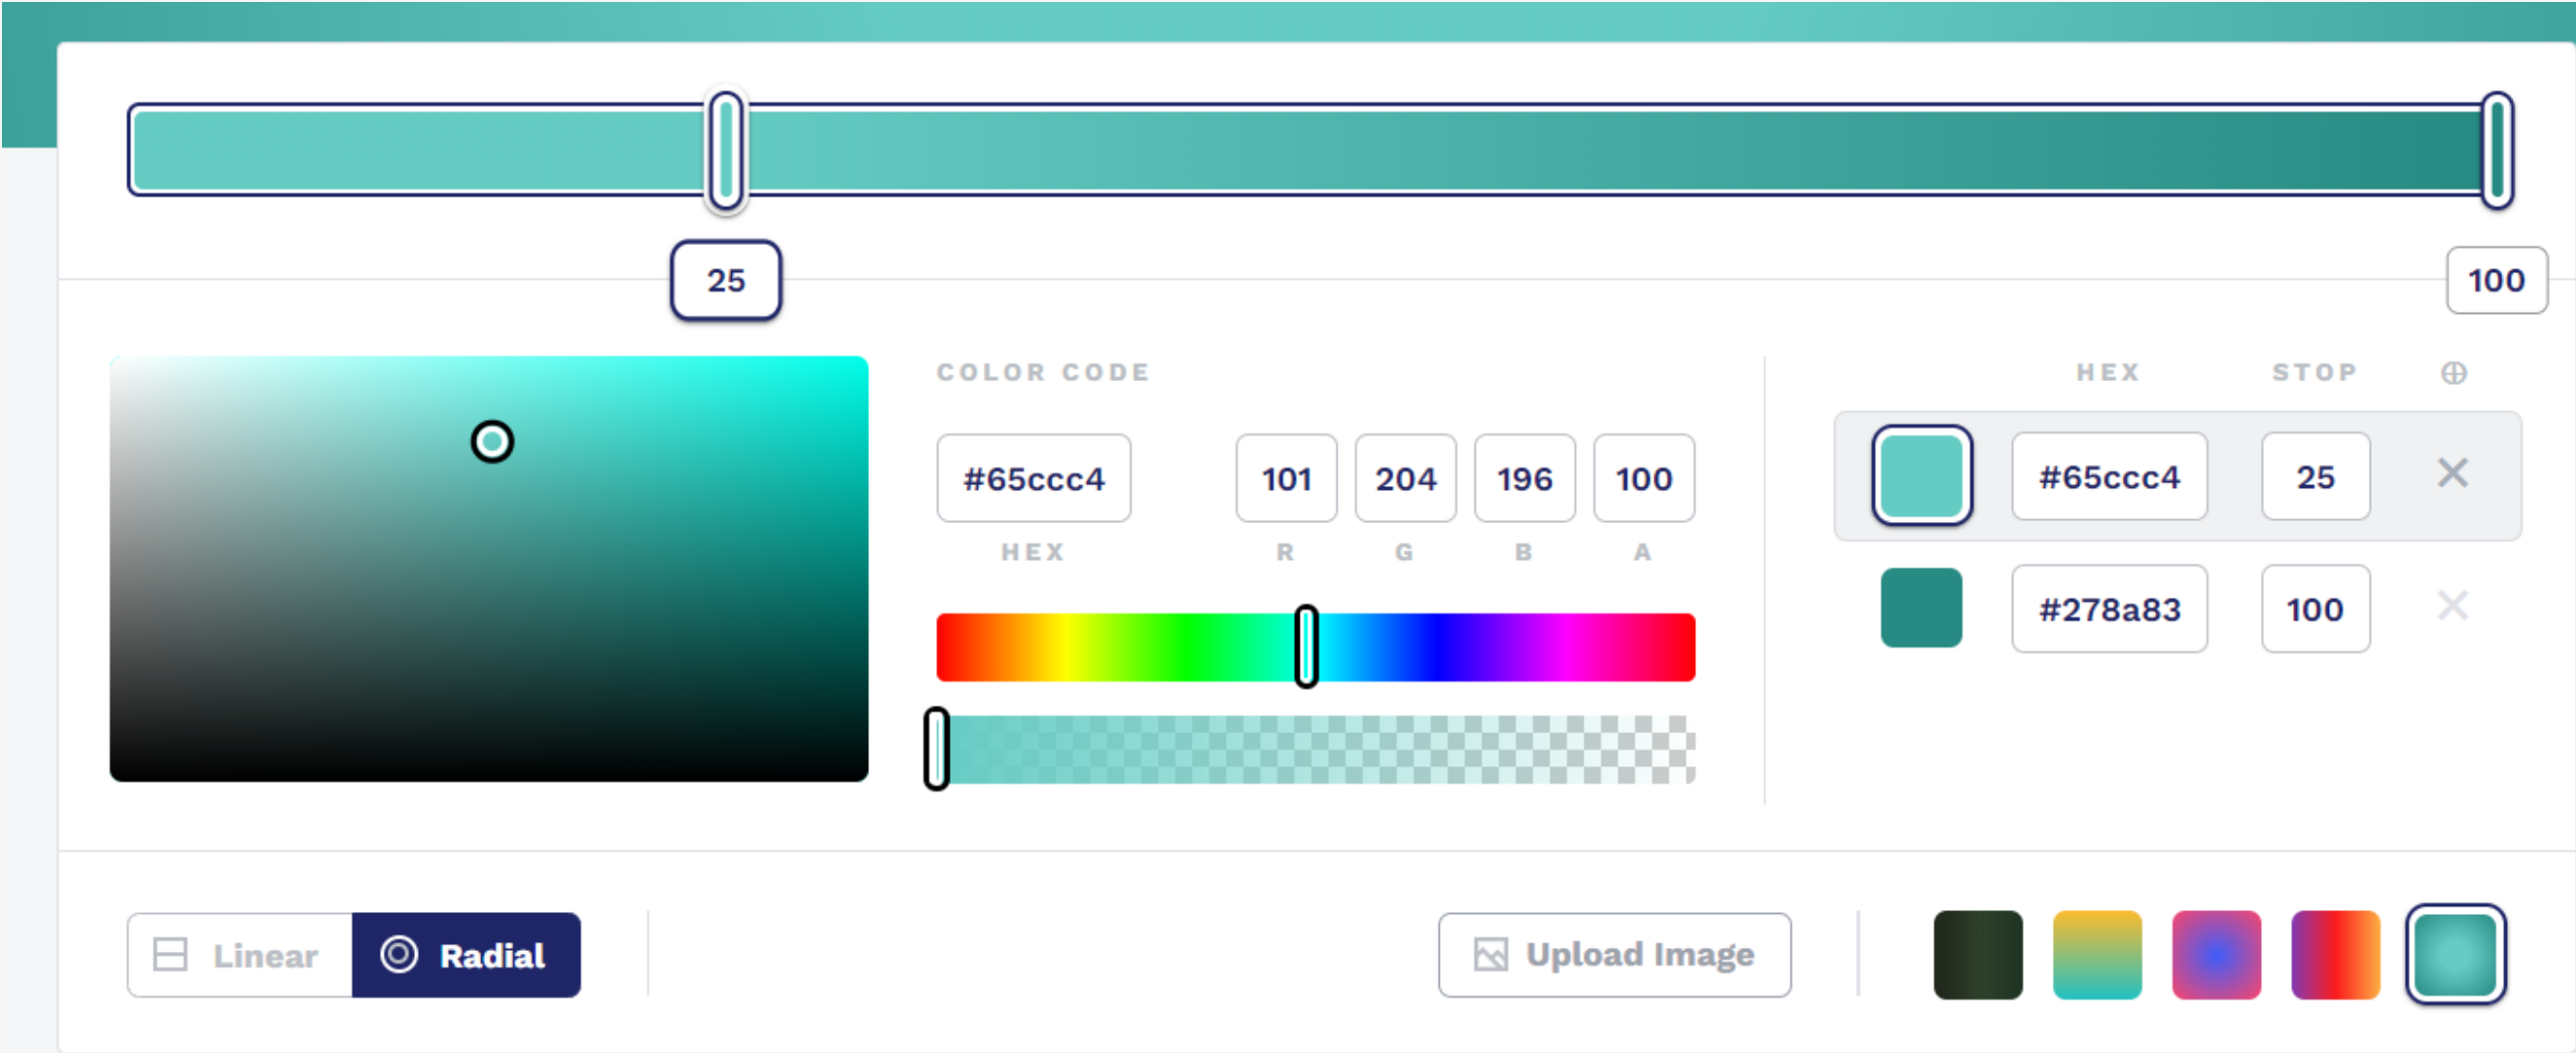 25
100
COLOR CODE
#65ccc4 101 204 196 100
HEX R G B A
HEX STOP
#65ccc4 25
#278a83 100
Linear Radial
Upload Image